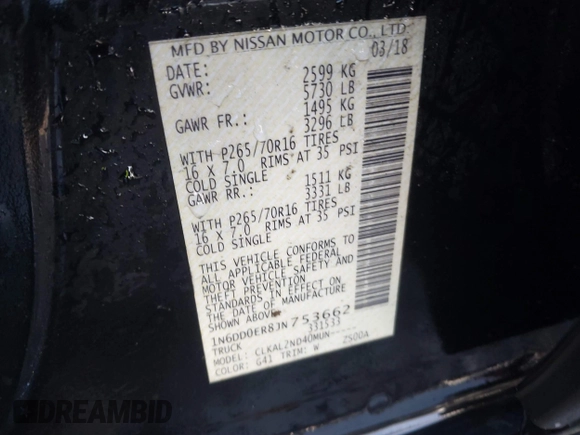 MFD BY NISSAN MOTOR CO., LTD.
DATE: 03/18
GVWR: 2599 KG
5730 LB
GAWR FR.: 1495 KG
3296 LB
WITH P265/70R16 TIRES
16 X 7.0 RIMS AT 35 PSI
COLD SINGLE
GAWR RR.: 1511 KG
3331 LB
WITH P265/70R16 TIRES
16 X 7.0 RIMS AT 35 PSI
COLD SINGLE
THIS VEHICLE CONFORMS TO
ALL APPLICABLE FEDERAL
MOTOR VEHICLE SAFETY AND
THEFT PREVENTION
STANDARDS IN EFFECT ON
THE DATE OF MANUFACTURE
SHOWN ABOVE.
1N6DD0ER8JN753662
TRUCK 331533
MODEL: CLKALZND40MUN-----
COLOR: G41 TRIM: W Z500A
DREAMBID